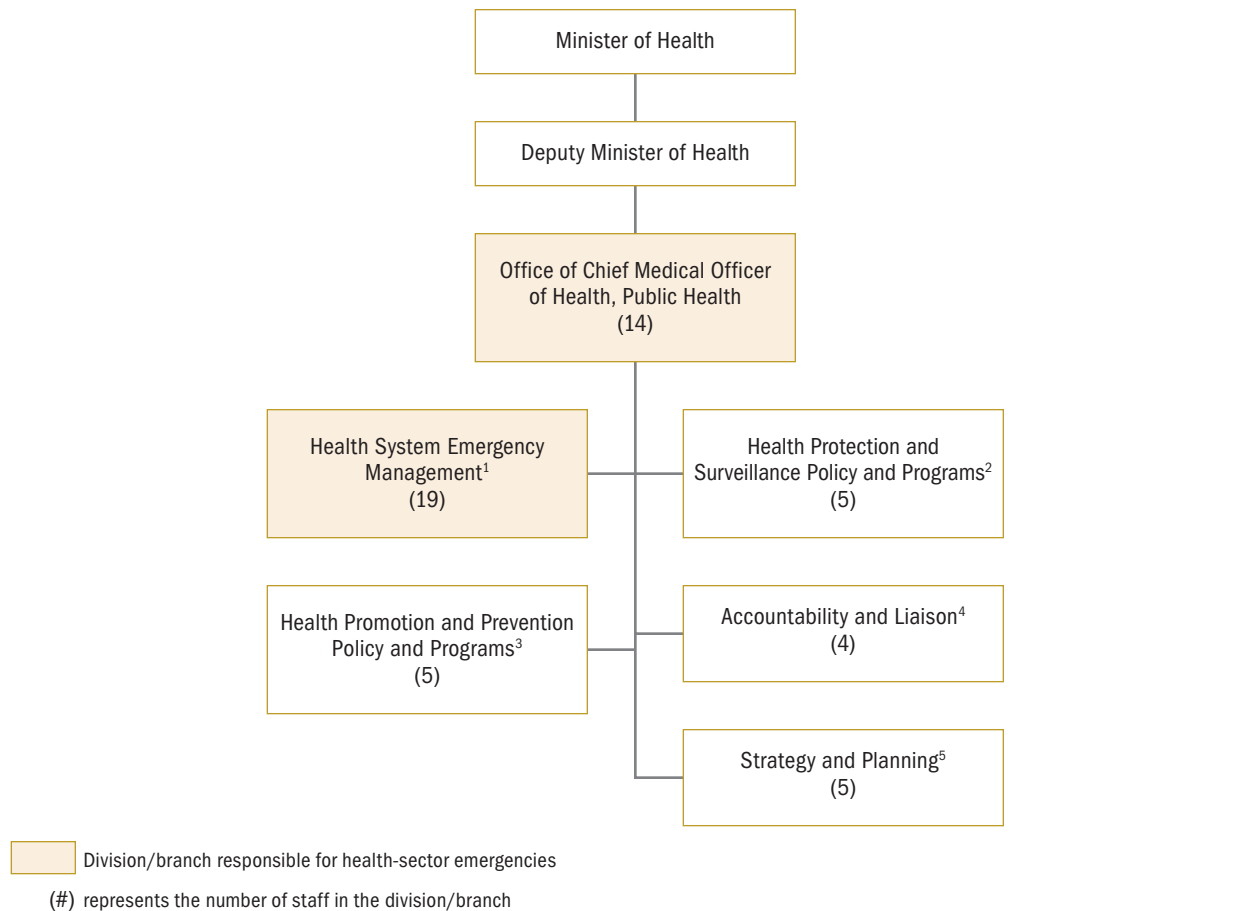 Minister of Health
Deputy Minister of Health
Office of Chief Medical Officer
of Health, Public Health
(14)
Health System Emergency
Management¹
(19)
Health Protection and
Surveillance Policy and Programs²
(5)
Health Promotion and Prevention
Policy and Programs³
(5)
Accountability and Liaison⁴
(4)
Strategy and Planning⁵
(5)
Division/branch responsible for health-sector emergencies
(#) represents the number of staff in the division/branch